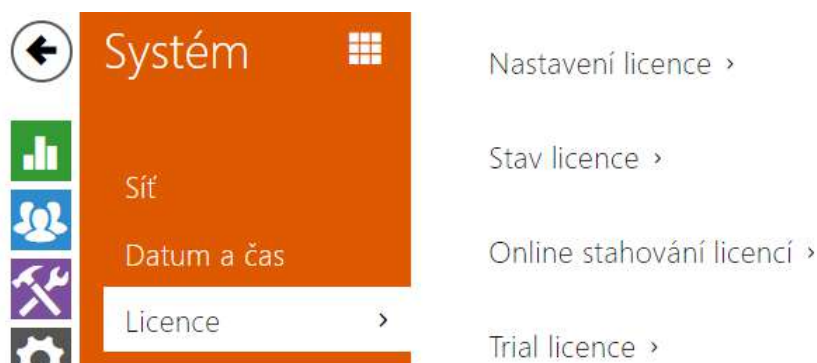 Systém
Síť
Datum a čas
Licence
Nastavení licence
Stav licence
Online stahování licencí
Trial licence